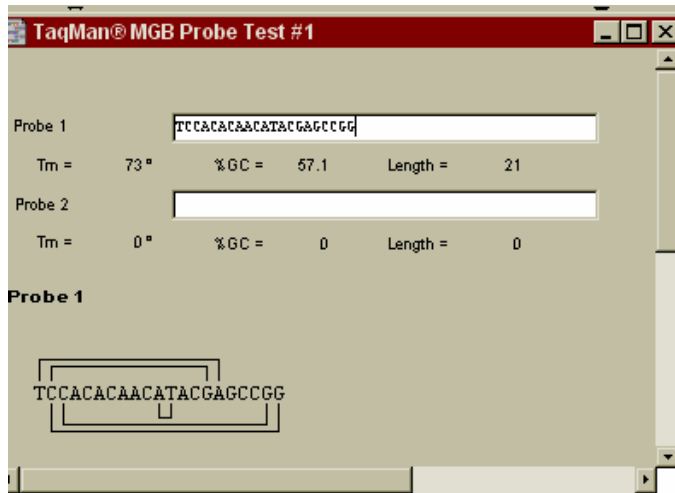 TaqMan® MGB Probe Test #1
Probe 1 TCCACACAACATACGAGCCGG
Tm = 73° %GC = 57.1 Length = 21
Probe 2
Tm = 0° %GC = 0 Length = 0
Probe 1
TCCACACAACATACGAGCCGG